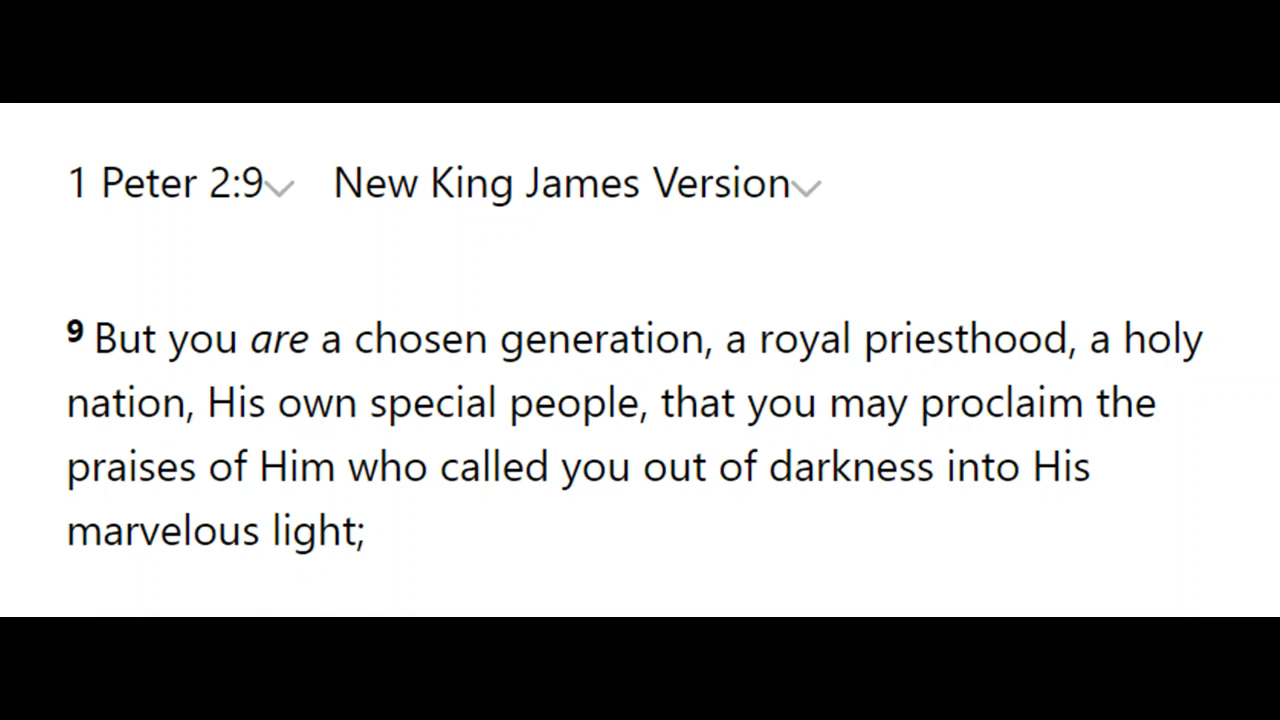 1 Peter 2:9 New King James Version
9 But you are a chosen generation, a royal priesthood, a holy
nation, His own special people, that you may proclaim the
praises of Him who called you out of darkness into His
marvelous light;